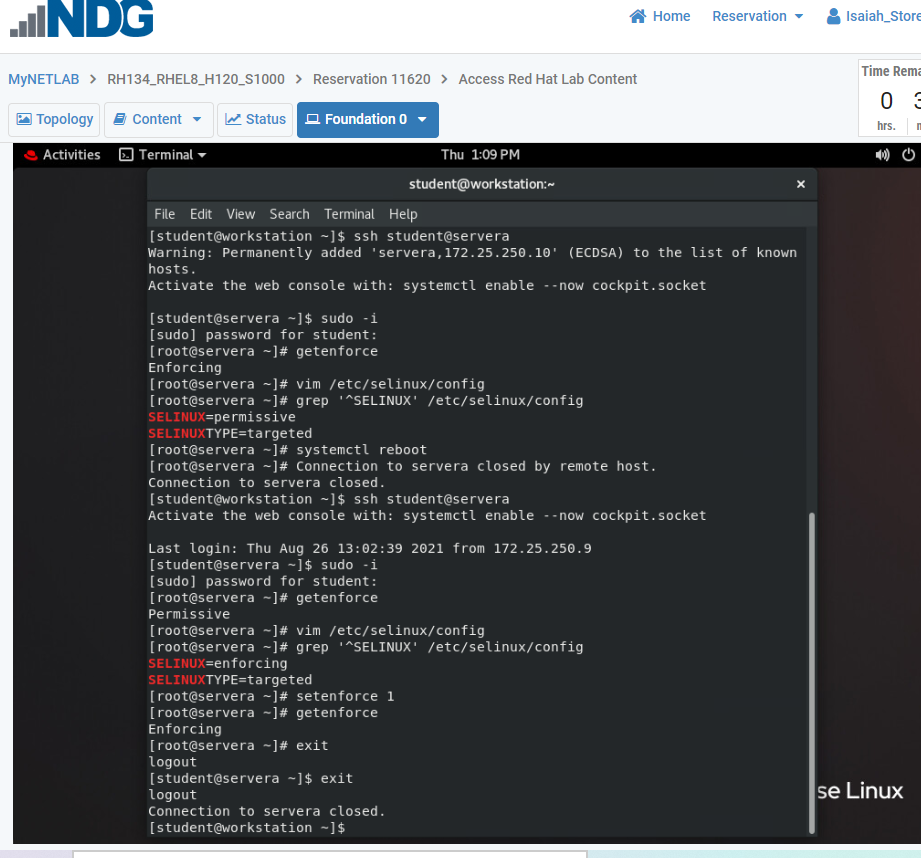 NDG
Home Reservation Isaiah_Store
MyNETLAB > RH134_RHEL8_H120_S1000 > Reservation 11620 > Access Red Hat Lab Content
Time Rema
0 3
hrs. m
Topology Content Status Foundation 0
Activities Terminal Thu 1:09 PM
student@workstation:~ ×
File Edit View Search Terminal Help
[student@workstation ~]$ ssh student@servera
Warning: Permanently added 'servera,172.25.250.10' (ECDSA) to the list of known
hosts.
Activate the web console with: systemctl enable --now cockpit.socket
[student@servera ~]$ sudo -i
[sudo] password for student:
[root@servera ~]# getenforce
Enforcing
[root@servera ~]# vim /etc/selinux/config
[root@servera ~]# grep '^SELINUX' /etc/selinux/config
SELINUX=permissive
SELINUXTYPE=targeted
[root@servera ~]# systemctl reboot
[root@servera ~]# Connection to servera closed by remote host.
Connection to servera closed.
[student@workstation ~]$ ssh student@servera
Activate the web console with: systemctl enable --now cockpit.socket
Last login: Thu Aug 26 13:02:39 2021 from 172.25.250.9
[student@servera ~]$ sudo -i
[sudo] password for student:
[root@servera ~]# getenforce
Permissive
[root@servera ~]# vim /etc/selinux/config
[root@servera ~]# grep '^SELINUX' /etc/selinux/config
SELINUX=enforcing
SELINUXTYPE=targeted
[root@servera ~]# setenforce 1
[root@servera ~]# getenforce
Enforcing
[root@servera ~]# exit
logout
[student@servera ~]$ exit
logout
Connection to servera closed.
[student@workstation ~]$
se Linux